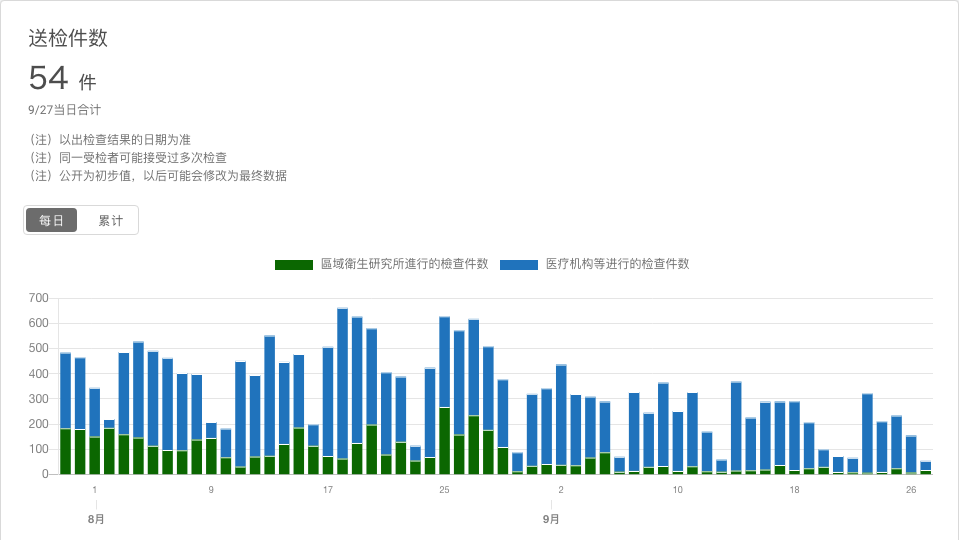 送检件数
54 件
9/27当日合计
（注）以出检查结果的日期为准
（注）同一受检者可能接受过多次检查
（注）公开为初步值，以后可能会修改为最终数据
每日 累计
區域衛生研究所進行的檢查件數 医疗机构等进行的检查件数
700
600
500
400
300
200
100
0
1 9 17 25 2 10 18 26
8月 9月